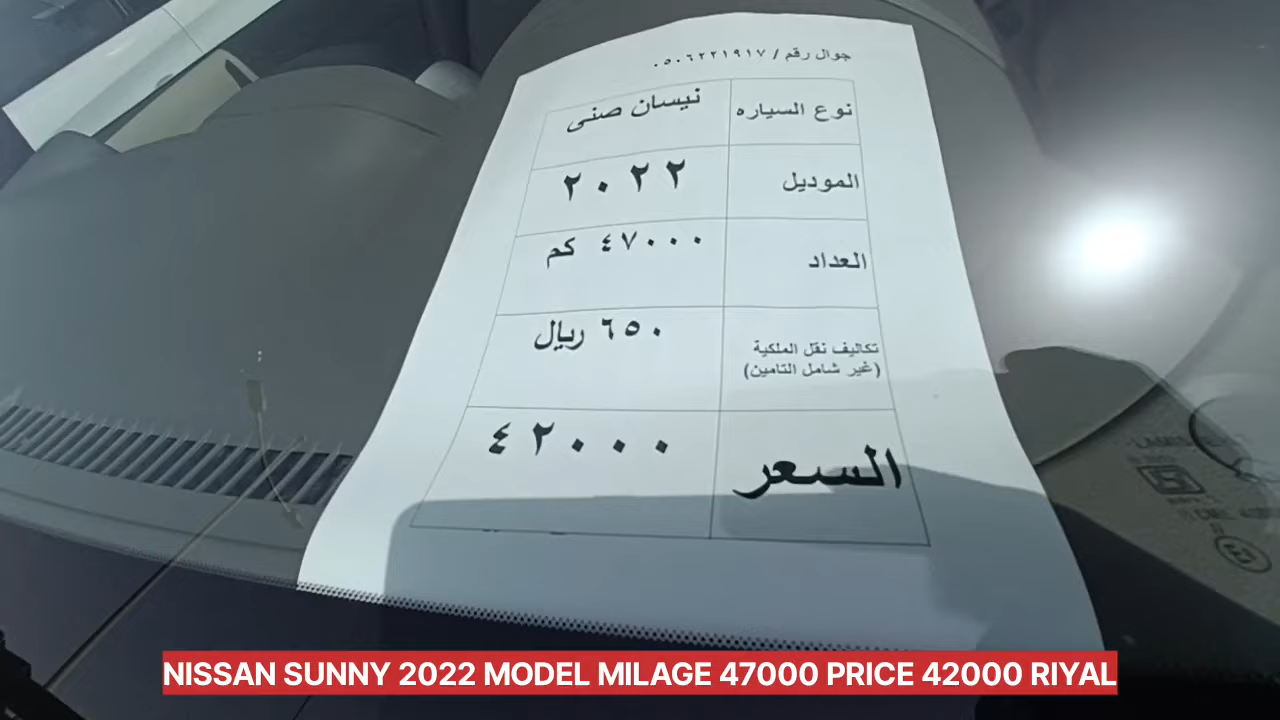 جوال رقم / ٠٥٠٦٢٢١٩١٧
نوع السياره نيسان صنى
الموديل ٢٠٢٢
العداد ٤٧٠٠٠ كم
تكاليف نقل الملكية
(غير شامل التامين) ٦٥٠ ريال
السعر ٤٢٠٠٠
NISSAN SUNNY 2022 MODEL MILAGE 47000 PRICE 42000 RIYAL